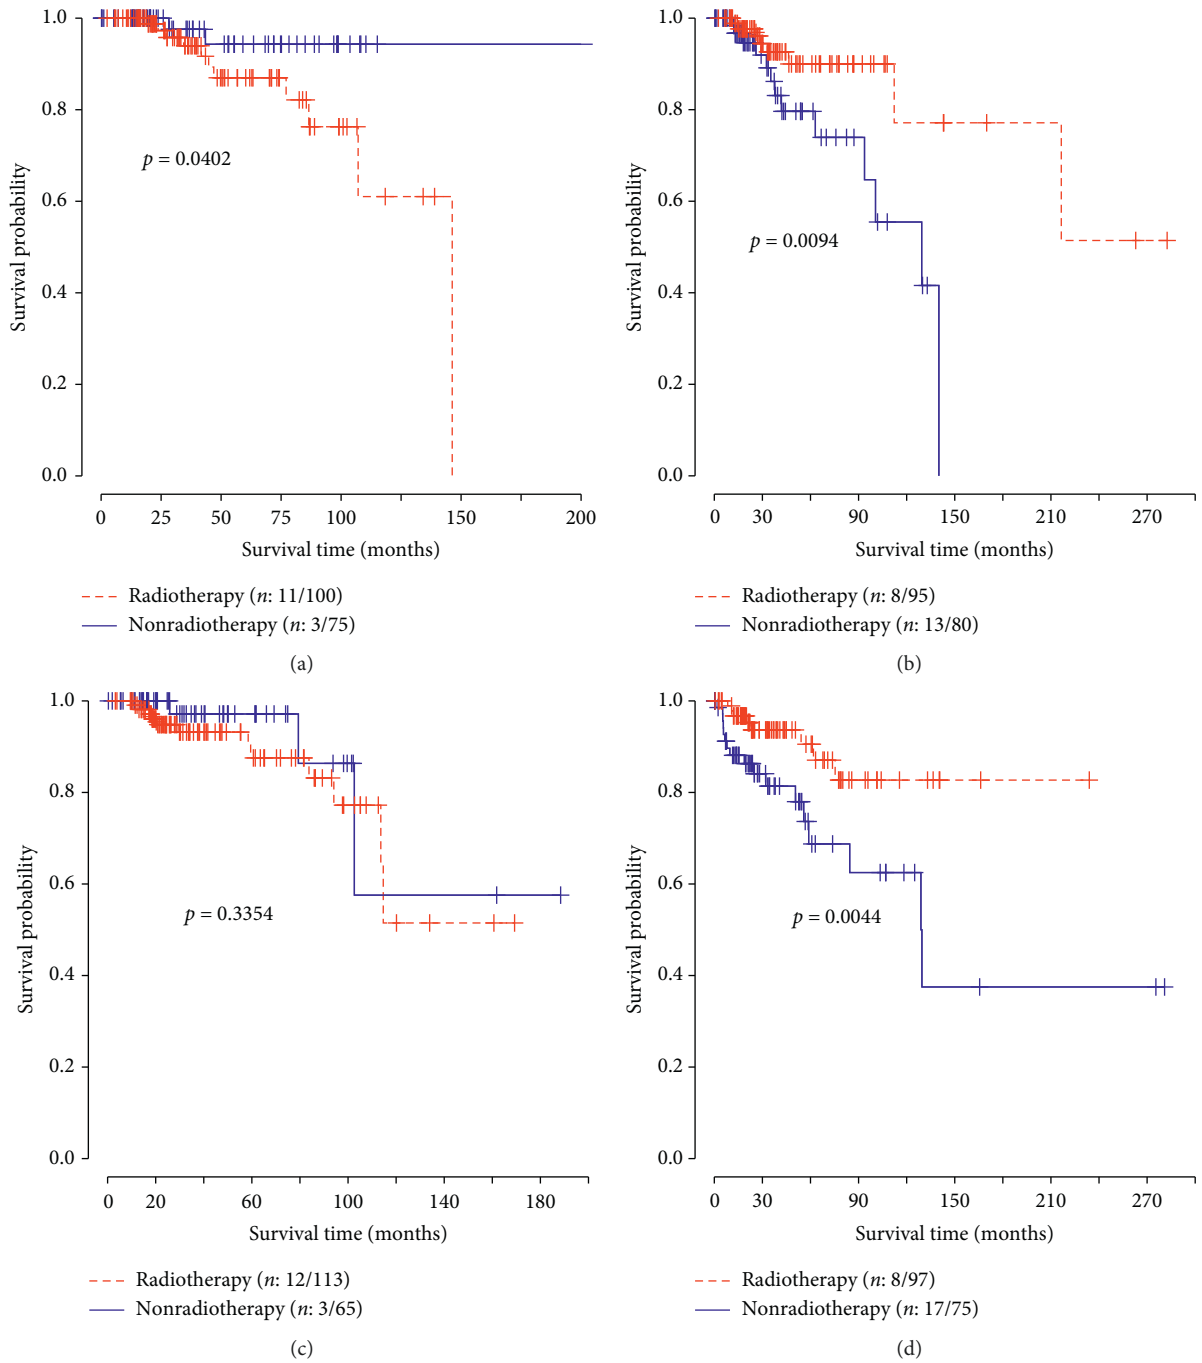 1.0
0.8
0.6
0.4
0.2
0.0
Survival probability
p = 0.0402
0 25 50 75 100 150 200
Survival time (months)
Radiotherapy (n: 11/100)
Nonradiotherapy (n: 3/75)
(a)
1.0
0.8
0.6
0.4
0.2
0.0
Survival probability
p = 0.0094
0 30 90 150 210 270
Survival time (months)
Radiotherapy (n: 8/95)
Nonradiotherapy (n: 13/80)
(b)
1.0
0.8
0.6
0.4
0.2
0.0
Survival probability
p = 0.3354
0 20 60 100 140 180
Survival time (months)
Radiotherapy (n: 12/113)
Nonradiotherapy (n: 3/65)
(c)
1.0
0.8
0.6
0.4
0.2
0.0
Survival probability
p = 0.0044
0 30 90 150 210 270
Survival time (months)
Radiotherapy (n: 8/97)
Nonradiotherapy (n: 17/75)
(d)